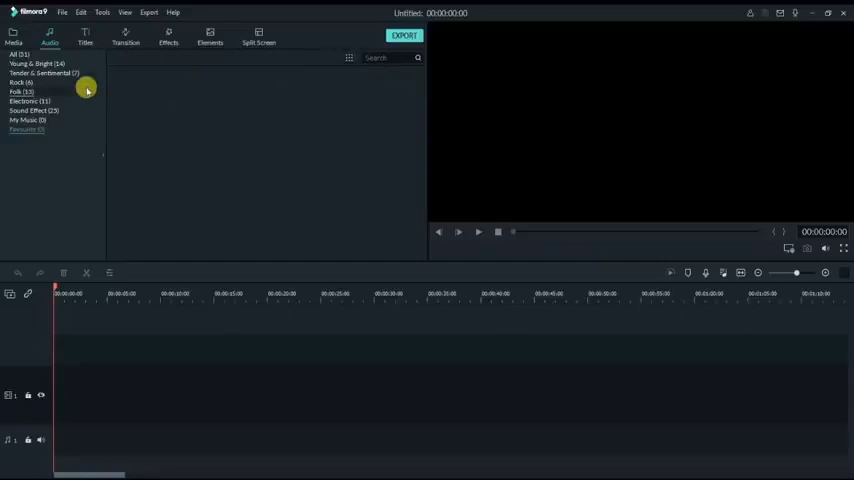 filmora9 File Edit Tools View Export Help Untitled: 00:00:00:00
Media Audio Titles Transition Effects Elements Split Screen EXPORT
All (51)
Young & Bright (14)
Tender & Sentimental (7)
Rock (6)
Folk (13)
Electronic (11)
Sound Effect (25)
My Music (0)
Favourite (0)
Search
00:00:00:00
00:00:00:00 00:00:05:00 00:00:10:00 00:00:15:00 00:00:20:00 00:00:25:00 00:00:30:00 00:00:35:00 00:00:40:00 00:00:45:00 00:00:50:00 00:00:55:00 00:01:00:00 00:01:05:00 00:01:10:00
1
1